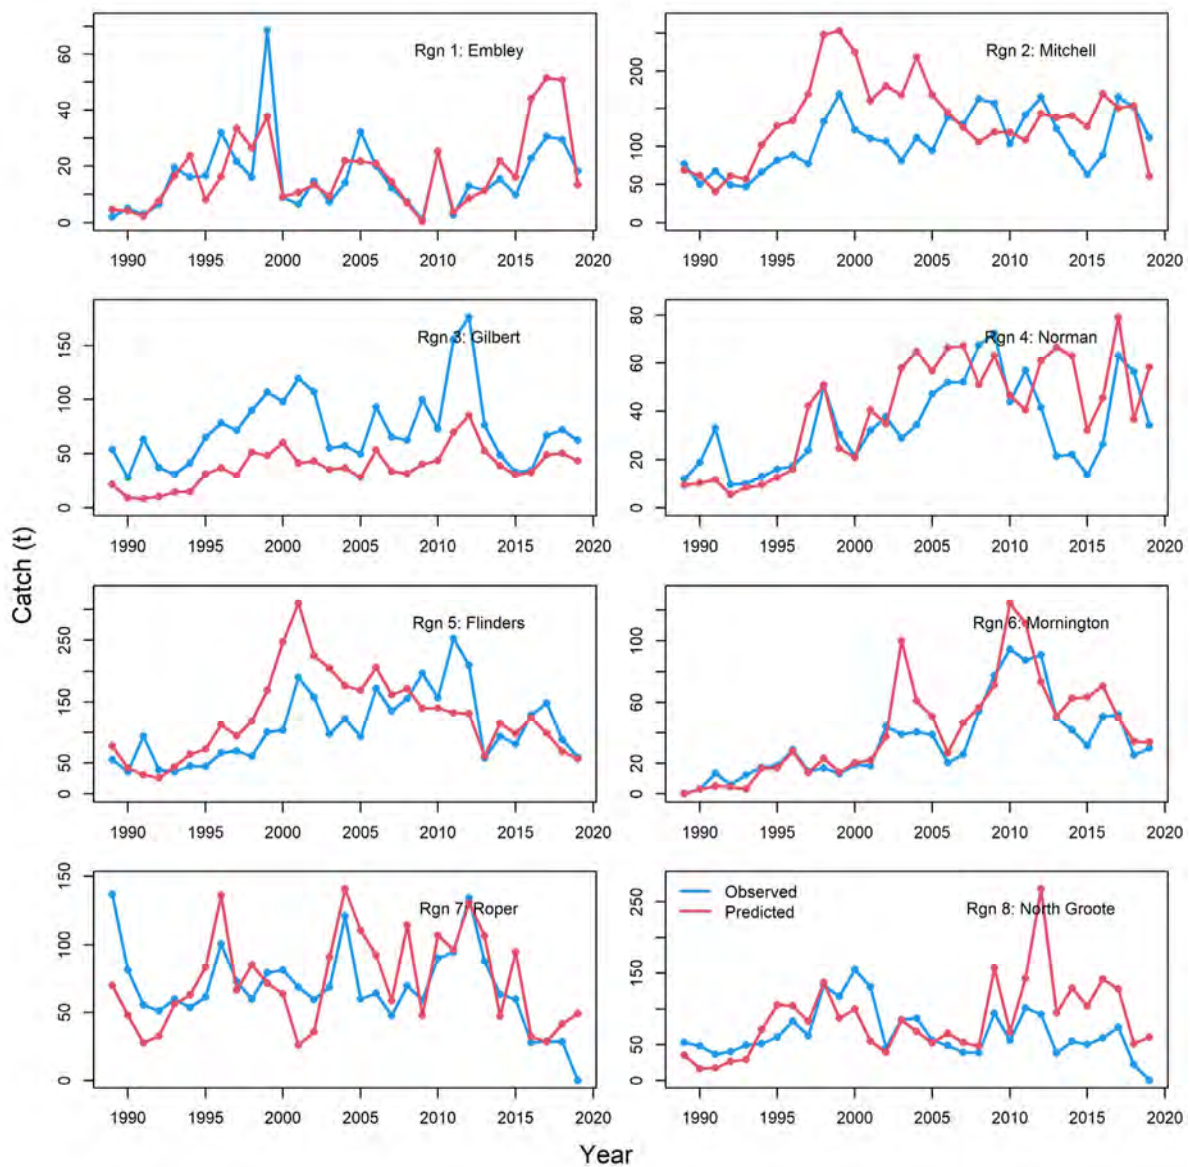 Rgn 1: Embley
60
40
20
0
1990 1995 2000 2005 2010 2015 2020
Rgn 2: Mitchell
200
100
50
0
1990 1995 2000 2005 2010 2015 2020
Rgn 3: Gilbert
150
100
50
0
1990 1995 2000 2005 2010 2015 2020
Rgn 4: Norman
80
60
40
20
0
1990 1995 2000 2005 2010 2015 2020
Catch (t)
Rgn 5: Flinders
250
150
50
0
1990 1995 2000 2005 2010 2015 2020
Rgn 6: Mornington
100
60
20
0
1990 1995 2000 2005 2010 2015 2020
Rgn 7: Roper
150
100
50
0
1990 1995 2000 2005 2010 2015 2020
Observed
Predicted
Rgn 8: North Groote
250
150
50
0
1990 1995 2000 2005 2010 2015 2020
Year